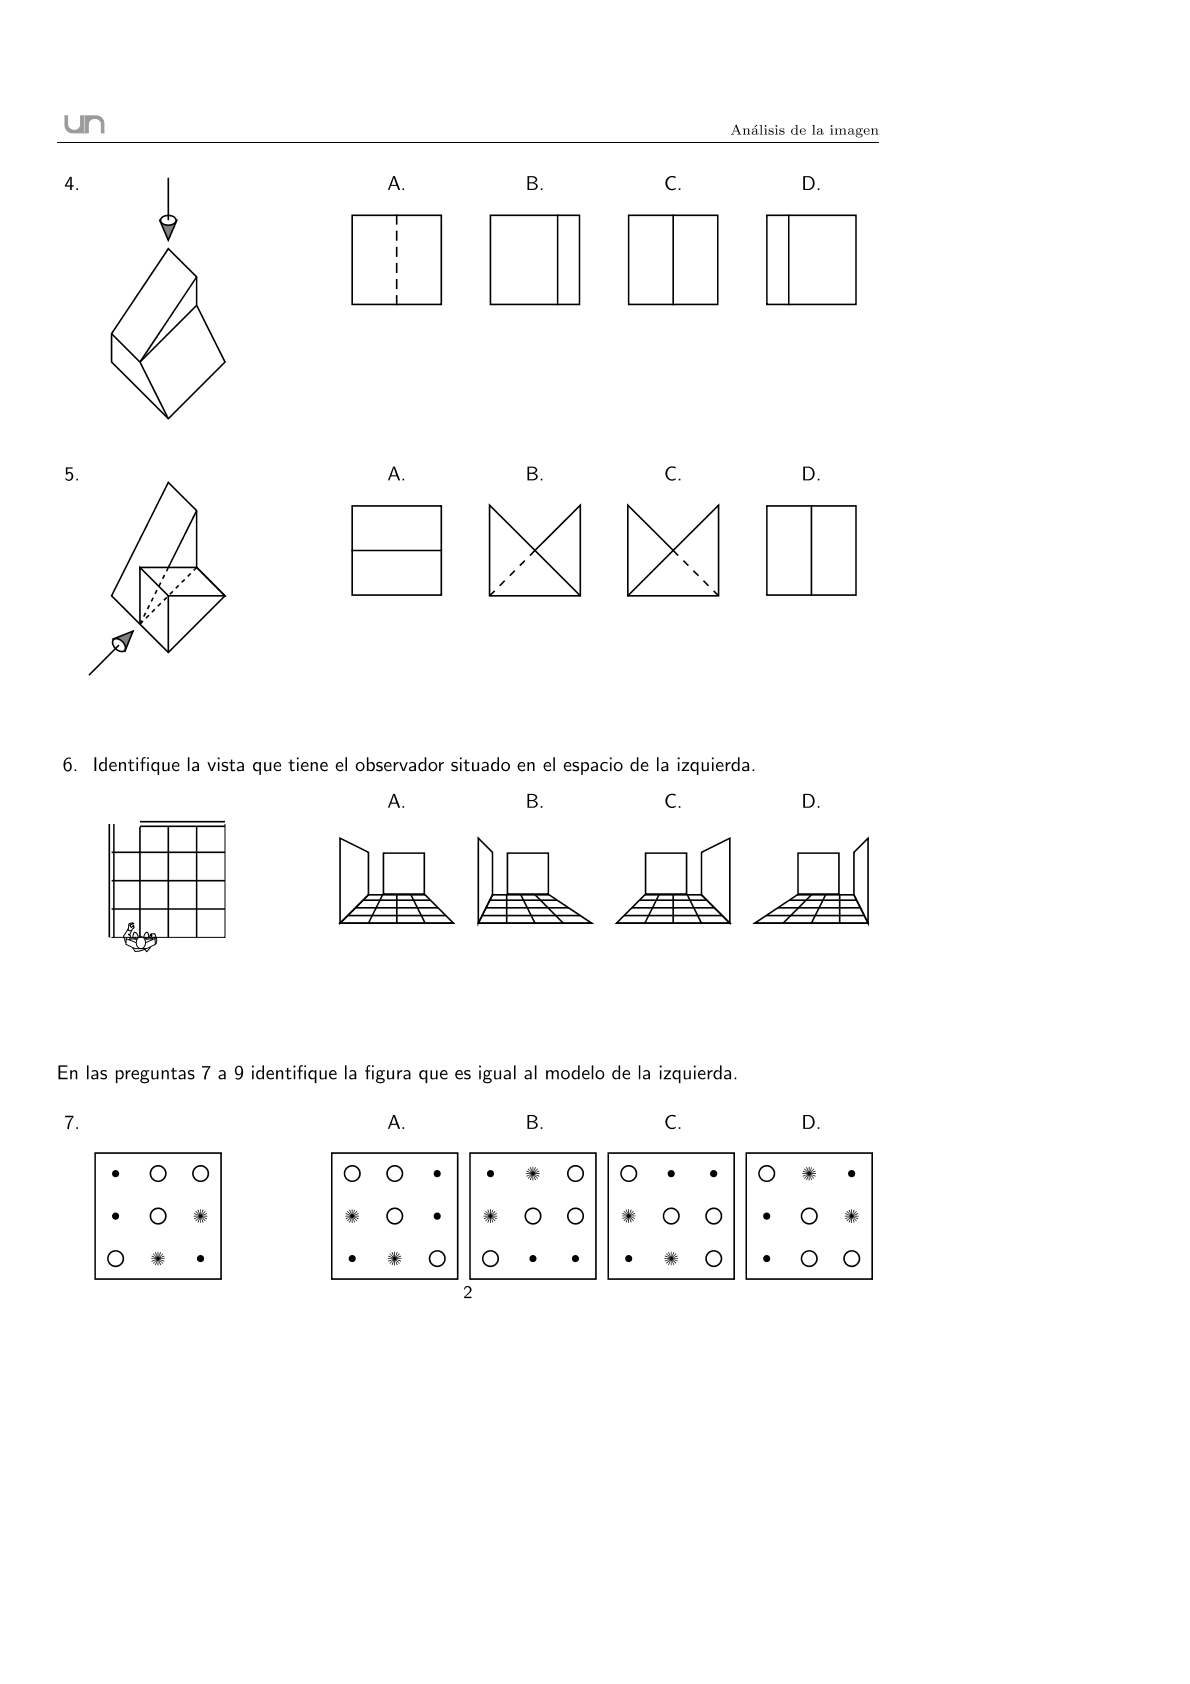 un
Análisis de la imagen
4. A. B. C. D.
5. A. B. C. D.
6. Identifique la vista que tiene el observador situado en el espacio de la izquierda.
A. B. C. D.
En las preguntas 7 a 9 identifique la figura que es igual al modelo de la izquierda.
7. A. B. C. D.
2